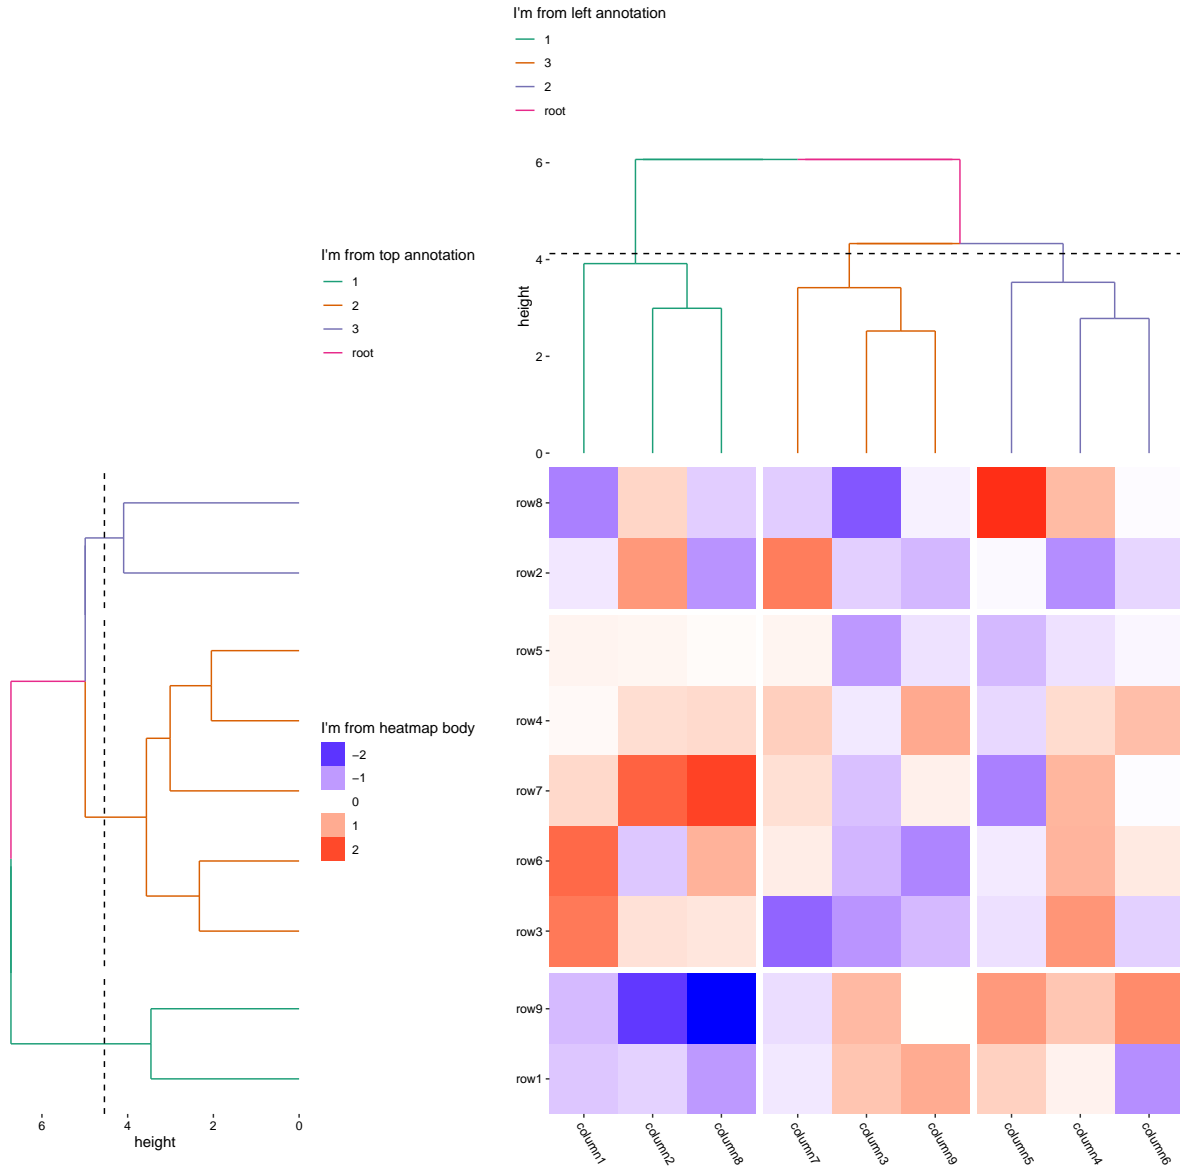 I'm from left annotation
1
3
2
root
6
4
2
0
height
I'm from top annotation
1
2
3
root
I'm from heatmap body
−2
−1
0
1
2
row8
row2
row5
row4
row7
row6
row3
row9
row1
6 4 2 0
height
column1 column2 column8 column7 column3 column9 column5 column4 column6